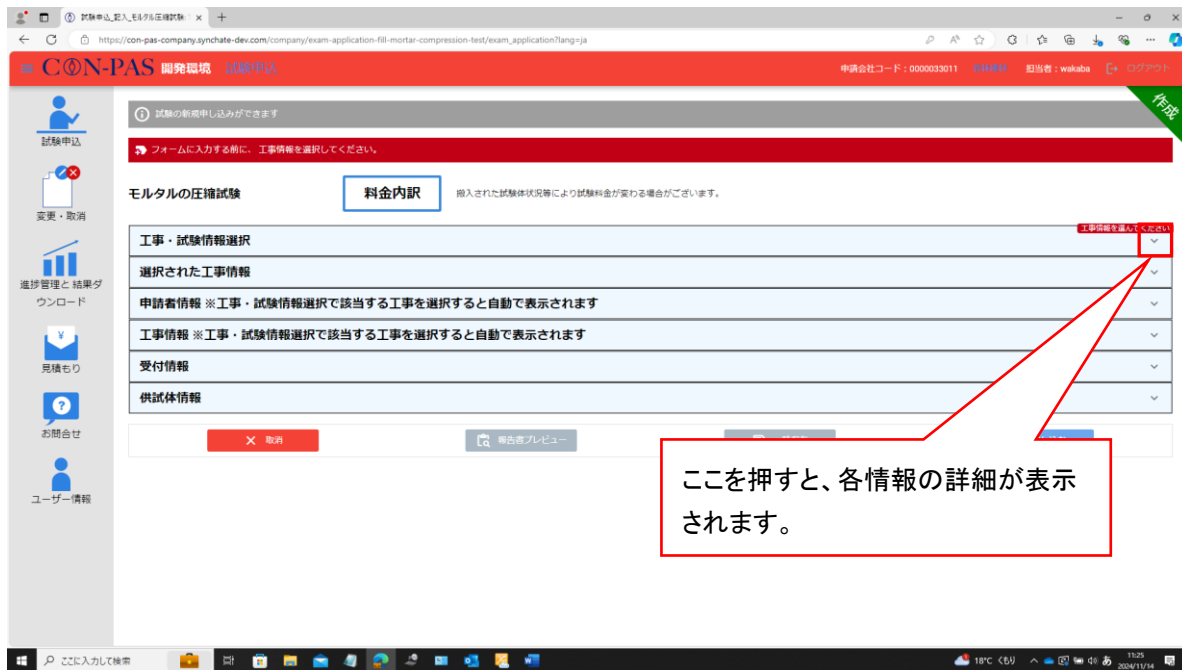 試験申込_記入_モルタル圧縮試験
https://con-pas-company.synchate-dev.com/company/exam-application-fill-mortar-compression-test/exam_application?lang=ja
CON-PAS 開発環境 試験申込
申請会社コード：0000033011
担当者：wakaba
ログアウト
作成
試験の新規申し込みができます
フォームに入力する前に、工事情報を選択してください。
モルタルの圧縮試験
料金内訳
搬入された試験体状況等により試験料金が変わる場合がございます。
工事情報を選んでください
工事・試験情報選択
選択された工事情報
申請者情報 ※工事・試験情報選択で該当する工事を選択すると自動で表示されます
工事情報 ※工事・試験情報選択で該当する工事を選択すると自動で表示されます
受付情報
供試体情報
取消
報告書プレビュー
試験申込
変更・取消
進捗管理と 結果ダ
ウンロード
見積もり
お問合せ
ユーザー情報
ここを押すと、各情報の詳細が表示
されます。
ここに入力して検索
18°C くもり
あ
11:25
2024/11/14